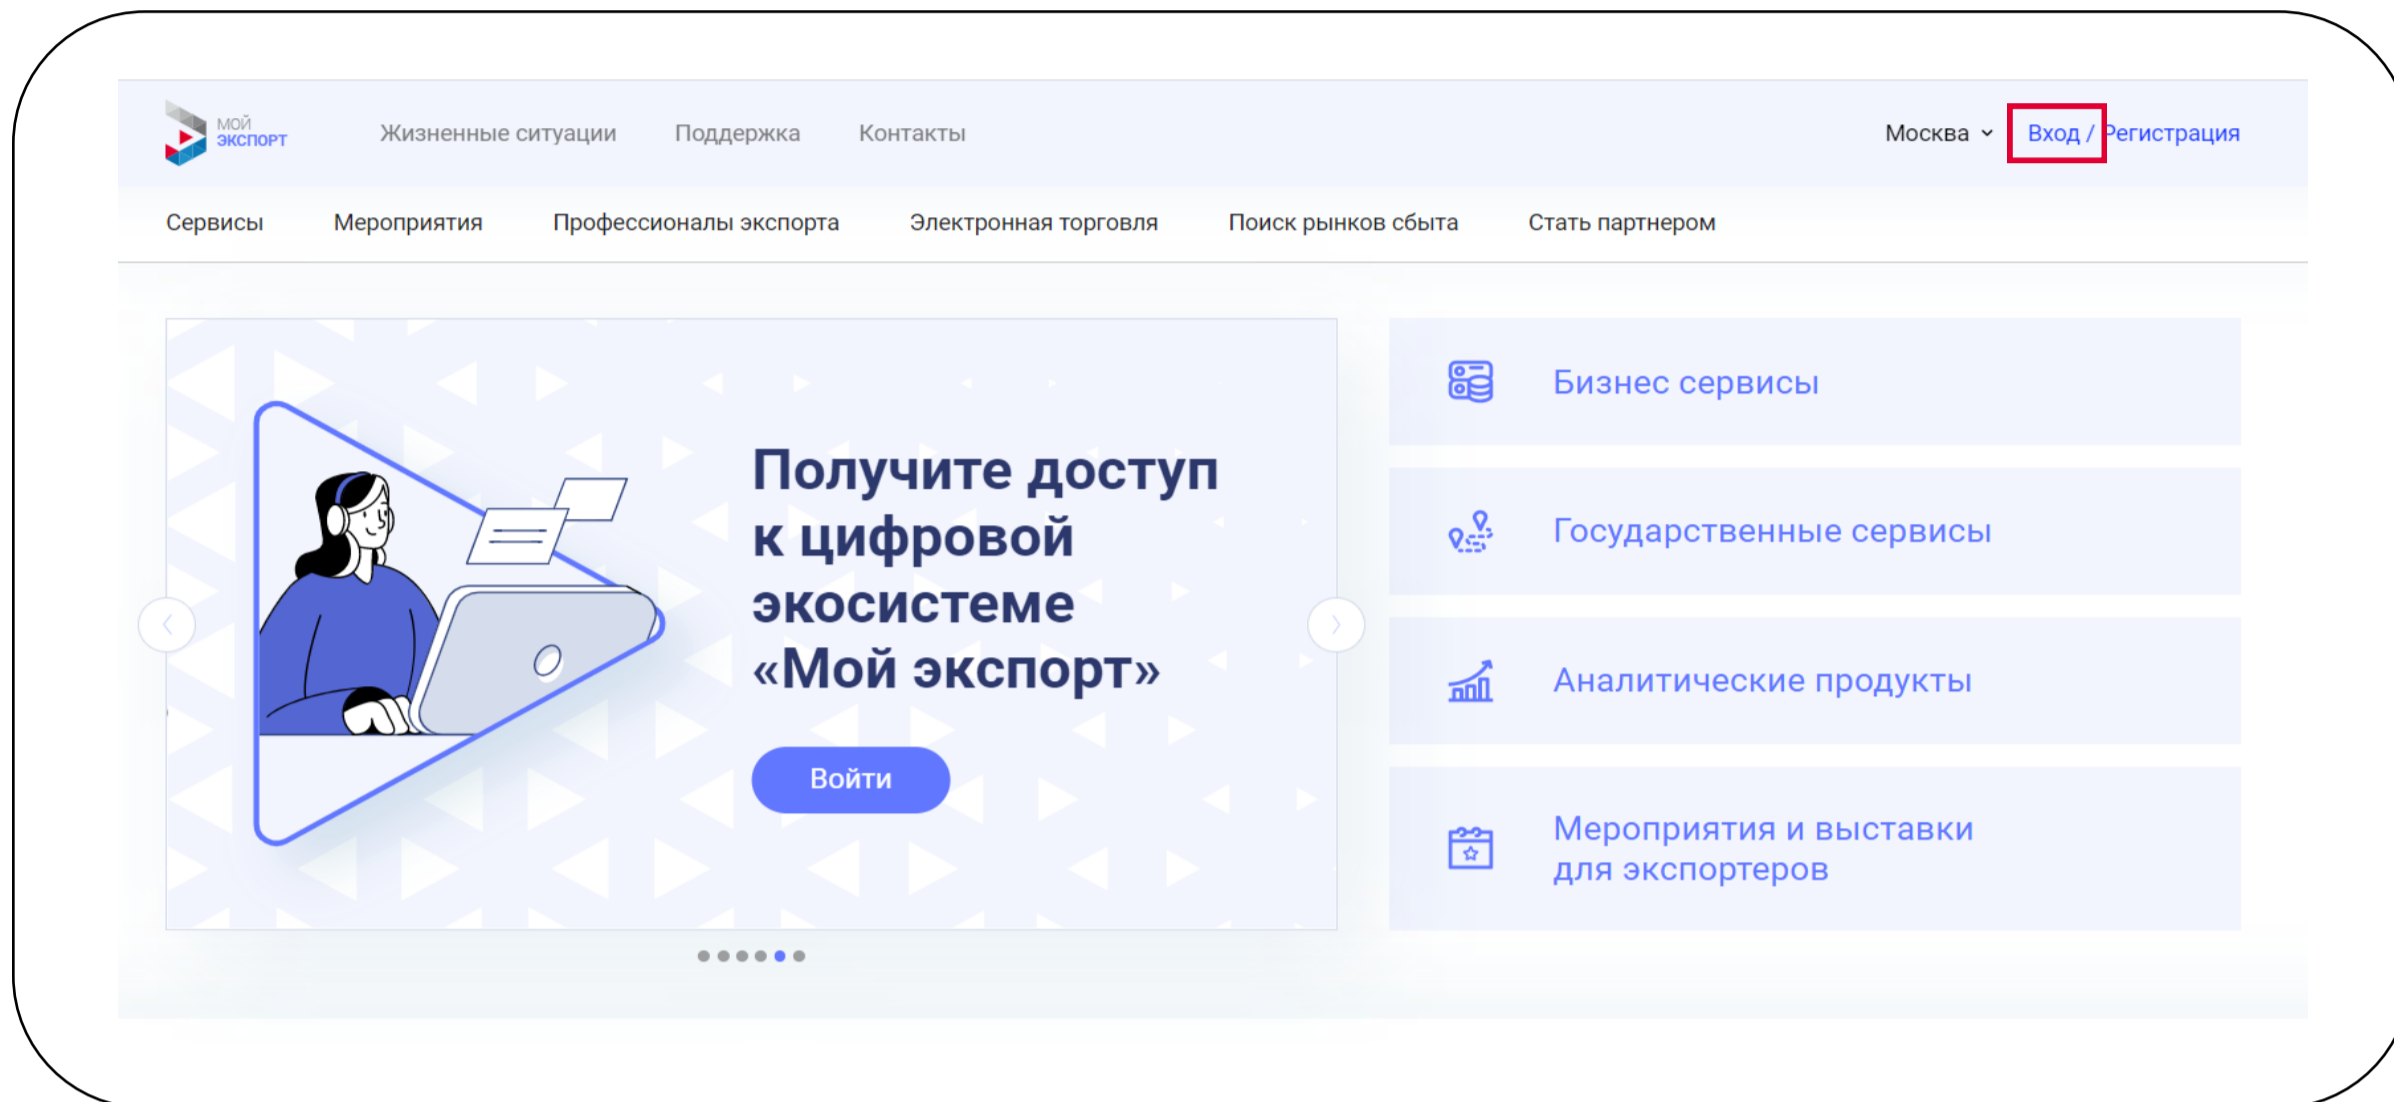 МОЙ
ЭКСПОРТ
Жизненные ситуации Поддержка Контакты Москва Вход / Регистрация
Сервисы Мероприятия Профессионалы экспорта Электронная торговля Поиск рынков сбыта Стать партнером
Получите доступ
к цифровой
экосистеме
«Мой экспорт»
Войти
Бизнес сервисы
Государственные сервисы
Аналитические продукты
Мероприятия и выставки
для экспортеров